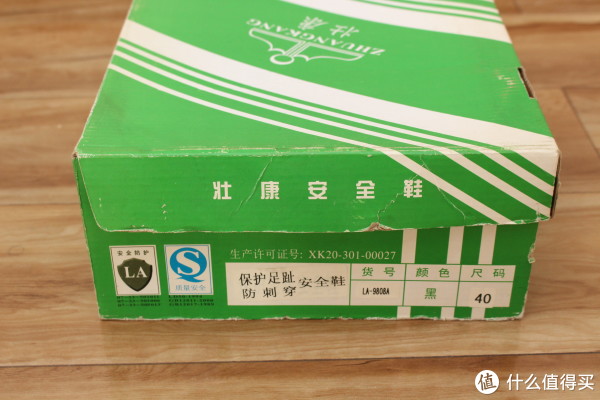 ZHUANGKANG
壮康
壮康安全鞋
生产许可证号: XK20-301-00027
安全防护
LA
QS
质量安全
保护足趾
防刺穿
安全鞋
货号 颜色 尺码
LA-9808A 黑 40
值 什么值得买